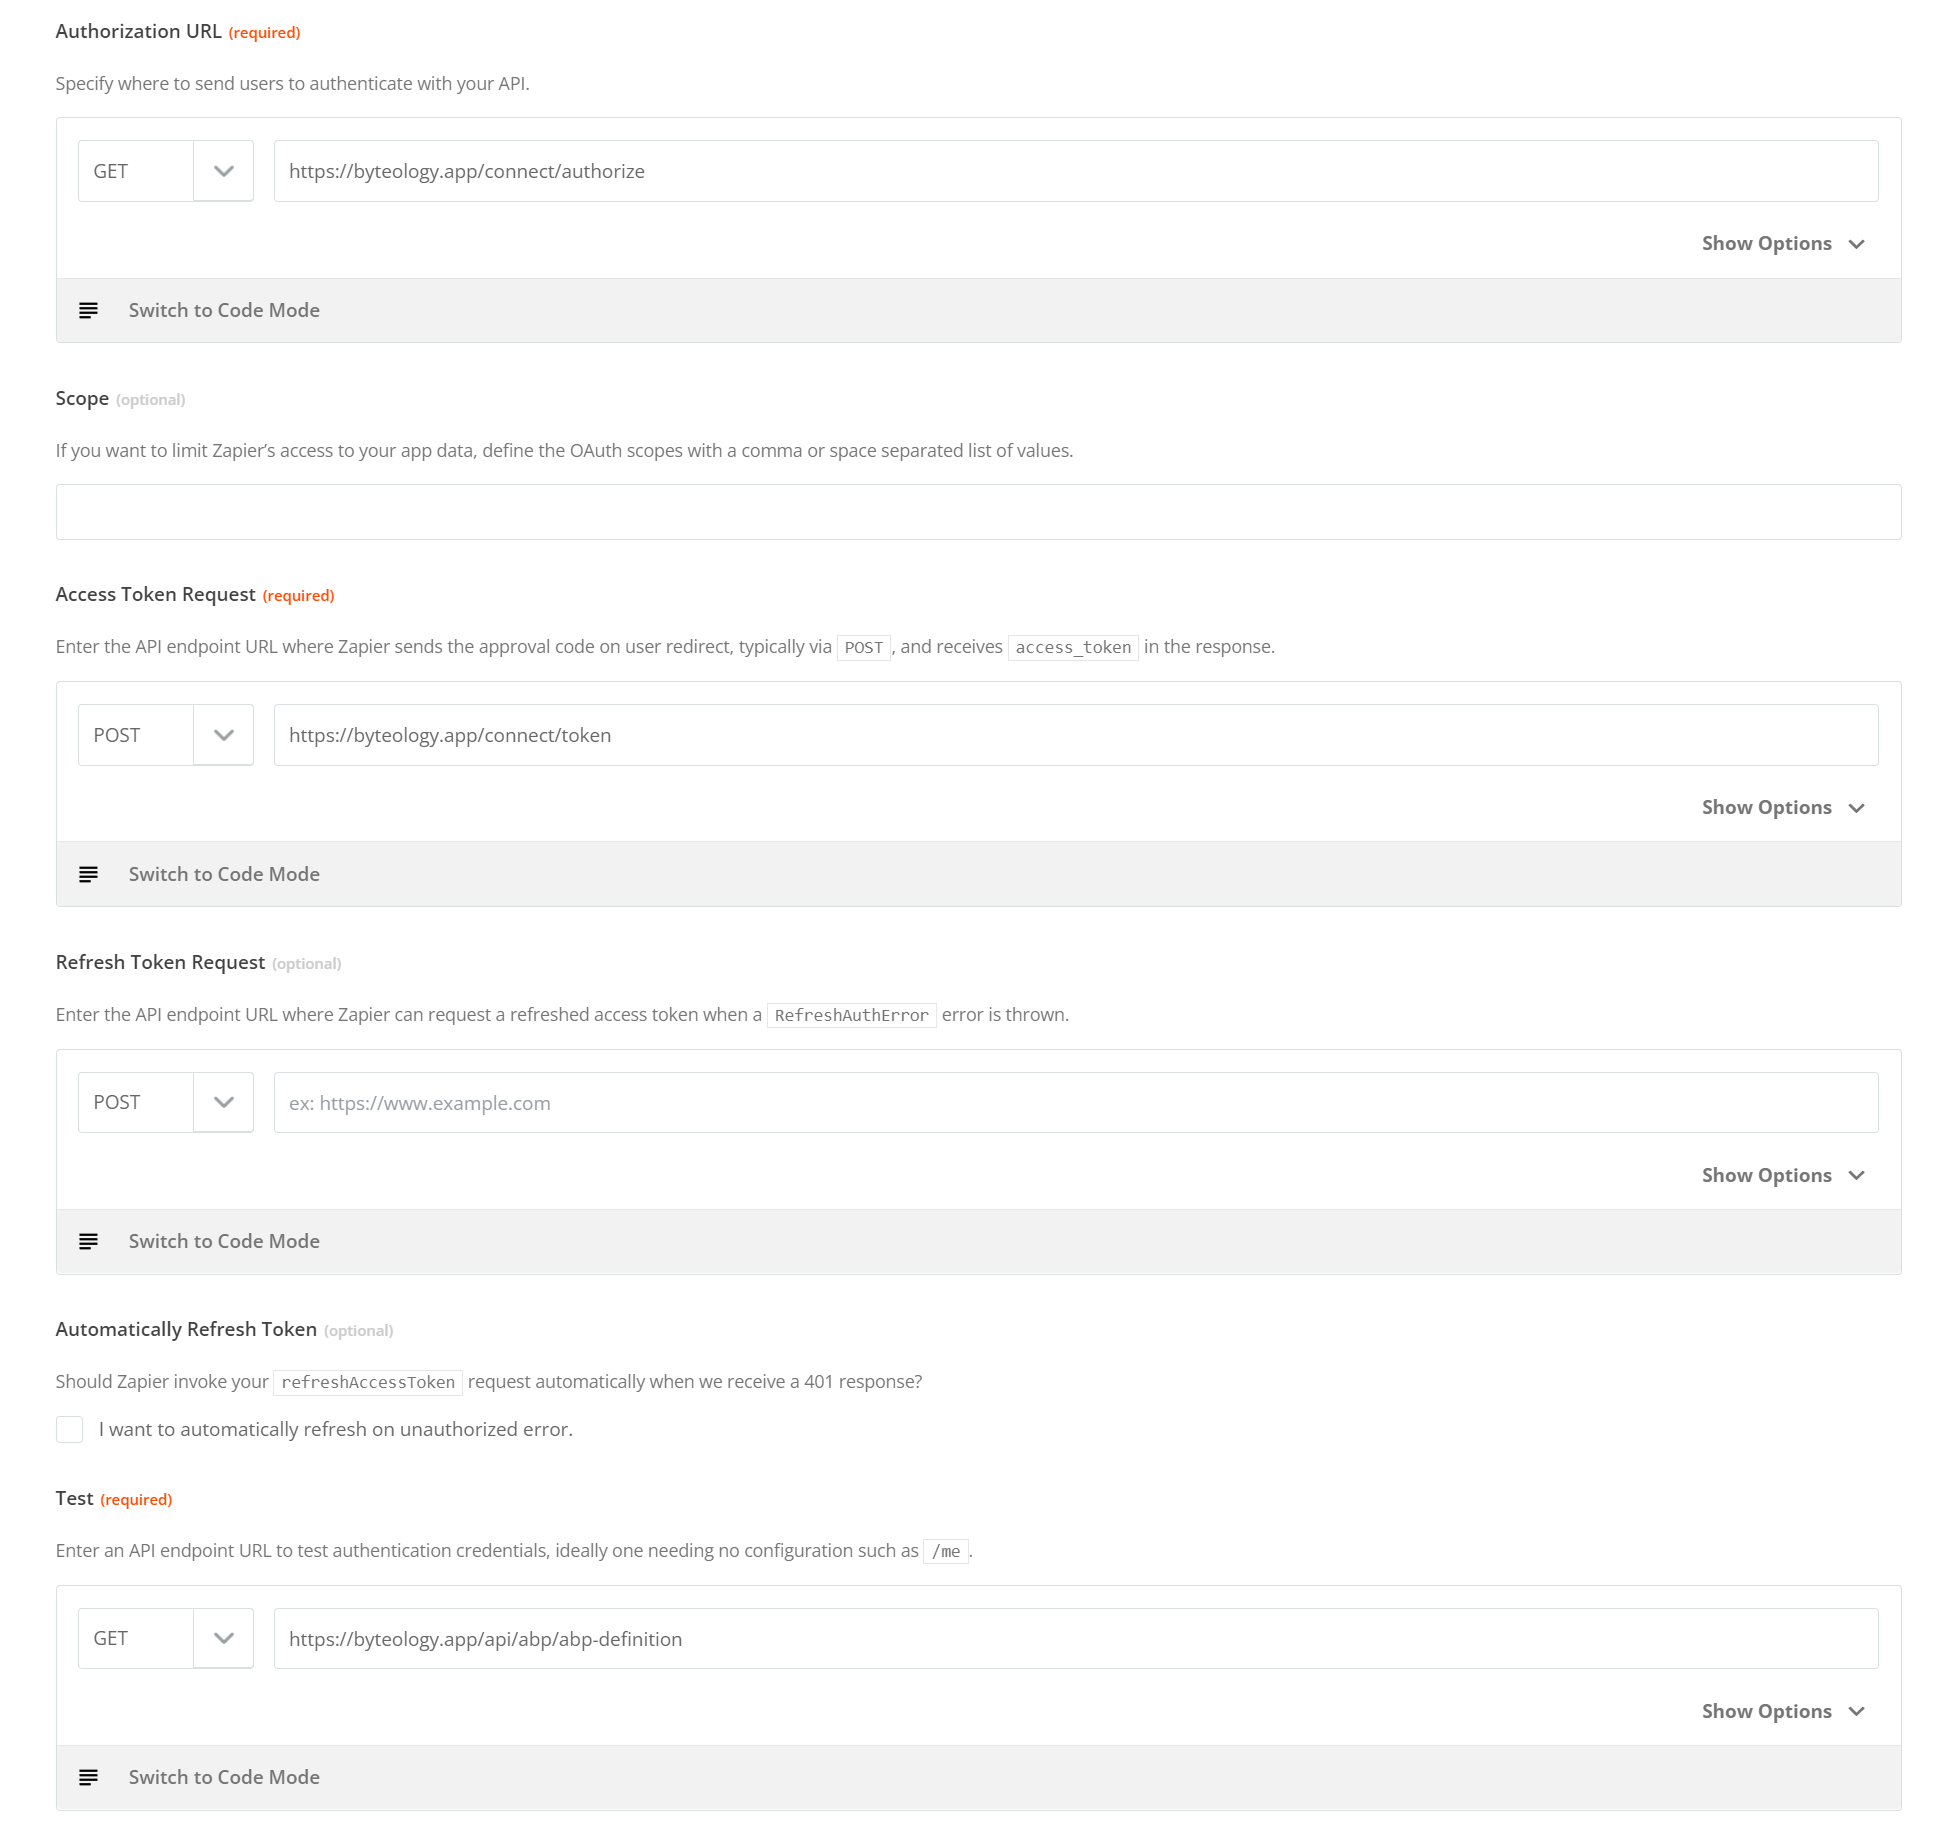 Authorization URL (required)
Specify where to send users to authenticate with your API.
GET
https://byteology.app/connect/authorize
Show Options
Switch to Code Mode
Scope (optional)
If you want to limit Zapier’s access to your app data, define the OAuth scopes with a comma or space separated list of values.
Access Token Request (required)
Enter the API endpoint URL where Zapier sends the approval code on user redirect, typically via POST, and receives access_token in the response.
POST
https://byteology.app/connect/token
Show Options
Switch to Code Mode
Refresh Token Request (optional)
Enter the API endpoint URL where Zapier can request a refreshed access token when a RefreshAuthError error is thrown.
POST
ex: https://www.example.com
Show Options
Switch to Code Mode
Automatically Refresh Token (optional)
Should Zapier invoke your refreshAccessToken request automatically when we receive a 401 response?
I want to automatically refresh on unauthorized error.
Test (required)
Enter an API endpoint URL to test authentication credentials, ideally one needing no configuration such as /me.
GET
https://byteology.app/api/abp/abp-definition
Show Options
Switch to Code Mode